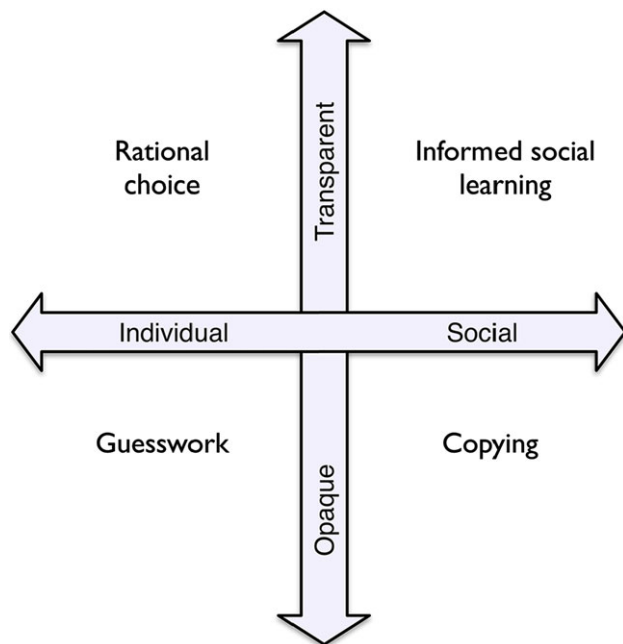 Transparent
Rational
choice
Informed social
learning
Individual
Social
Guesswork
Copying
Opaque